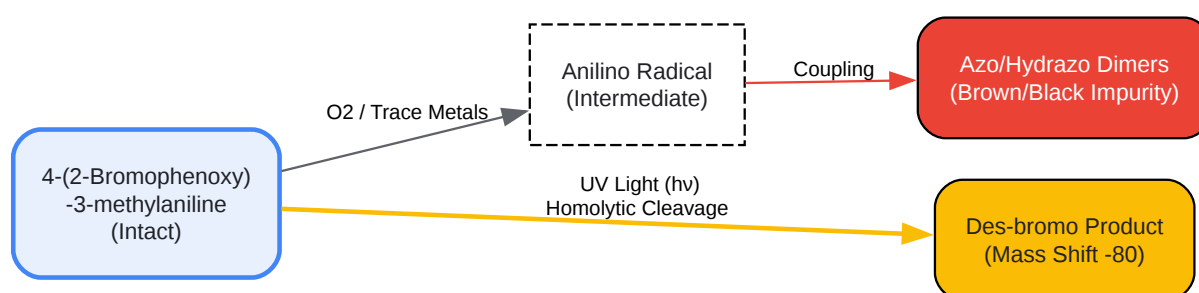 4-(2-Bromophenoxy)
-3-methylaniline
(Intact)
O2 / Trace Metals
Anilino Radical
(Intermediate)
Coupling
Azo/Hydrazo Dimers
(Brown/Black Impurity)
UV Light (hν)
Homolytic Cleavage
Des-bromo Product
(Mass Shift -80)